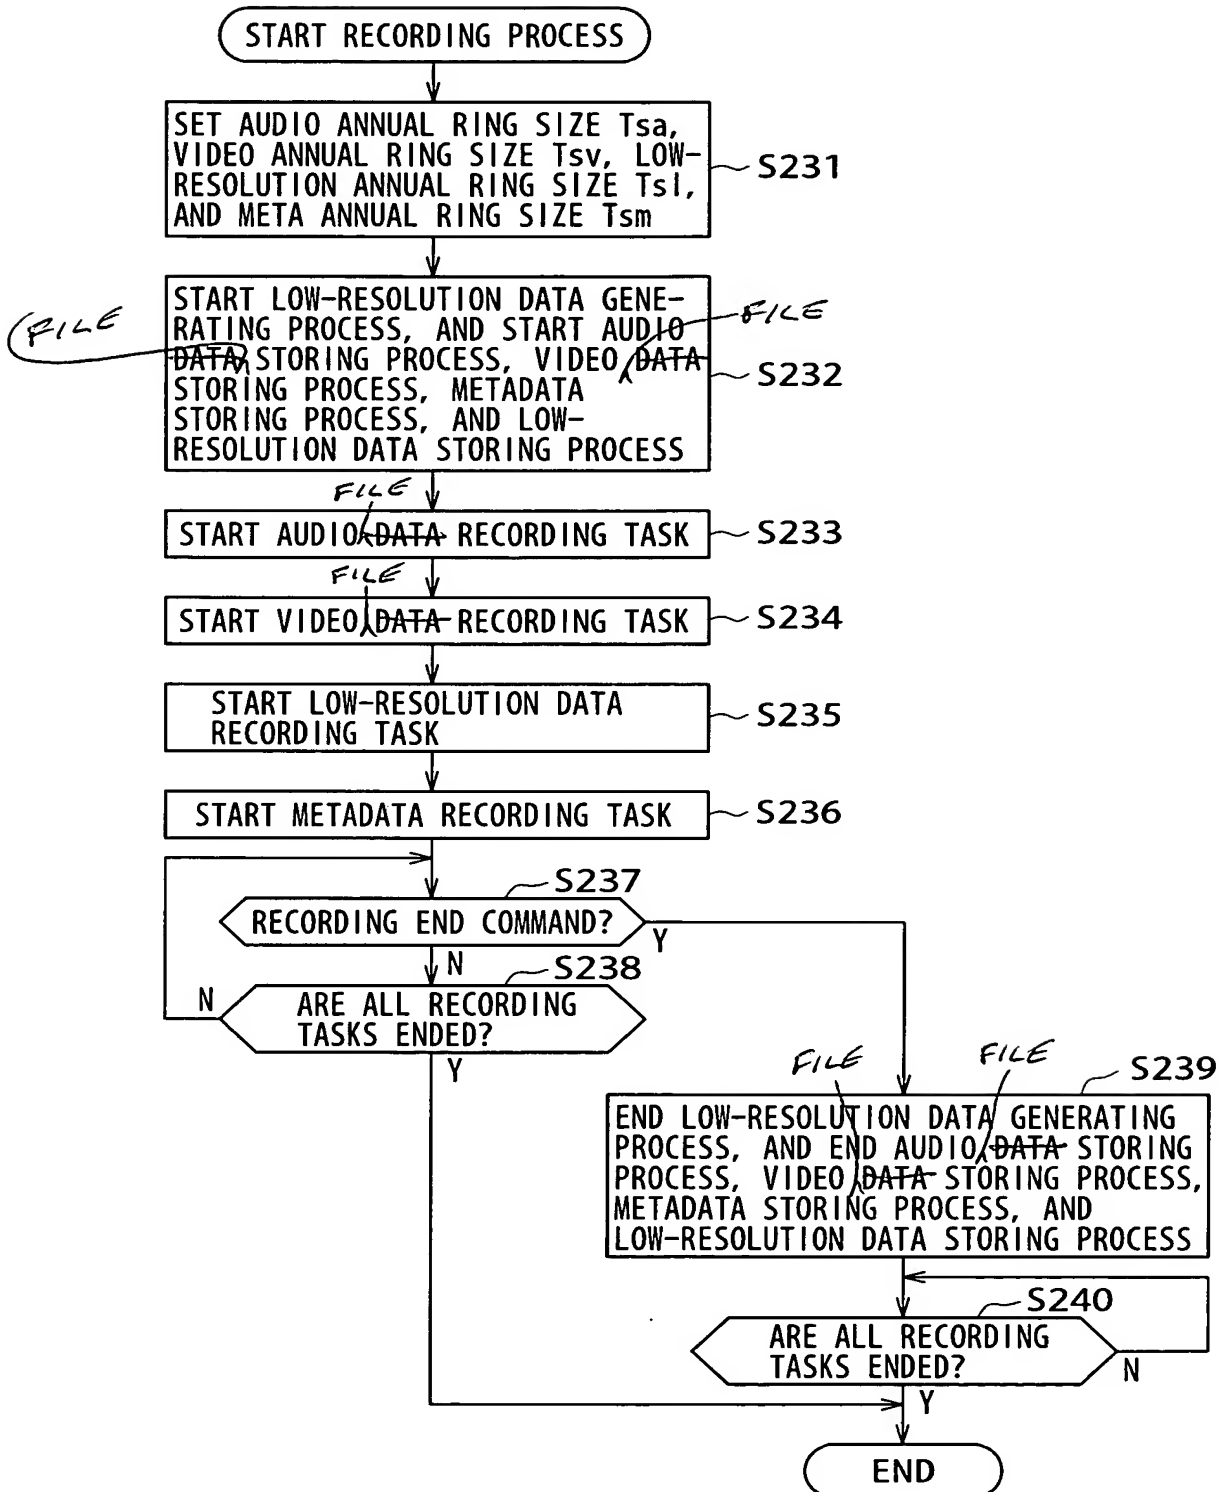 START RECORDING PROCESS
SET AUDIO ANNUAL RING SIZE Tsa,
VIDEO ANNUAL RING SIZE Tsv, LOW-
RESOLUTION ANNUAL RING SIZE Tsl,
AND META ANNUAL RING SIZE Tsm
S231
START LOW-RESOLUTION DATA GENE-
RATING PROCESS, AND START AUDIO
DATA STORING PROCESS, VIDEO DATA
STORING PROCESS, METADATA
STORING PROCESS, AND LOW-
RESOLUTION DATA STORING PROCESS
FILE
FILE
S232
FILE
START AUDIO DATA RECORDING TASK
S233
FILE
START VIDEO DATA RECORDING TASK
S234
START LOW-RESOLUTION DATA
RECORDING TASK
S235
START METADATA RECORDING TASK
S236
S237
RECORDING END COMMAND?
Y
N
S238
ARE ALL RECORDING
TASKS ENDED?
N
Y
FILE
FILE
S239
END LOW-RESOLUTION DATA GENERATING
PROCESS, AND END AUDIO DATA STORING
PROCESS, VIDEO DATA STORING PROCESS,
METADATA STORING PROCESS, AND
LOW-RESOLUTION DATA STORING PROCESS
S240
ARE ALL RECORDING
TASKS ENDED?
N
Y
END